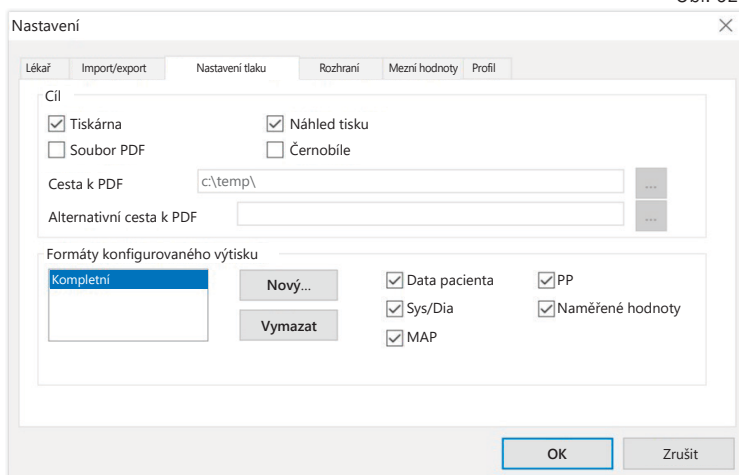 Nastavení
Lékař Import/export Nastavení tlaku Rozhraní Mezní hodnoty Profil
Cíl
Tiskárna Náhled tisku
Soubor PDF Černobíle
Cesta k PDF c:\temp\ ...
Alternativní cesta k PDF ...
Formáty konfigurovaného výtisku
Kompletní Nový... Data pacienta PP
Sys/Dia Naměřené hodnoty
Vymazat MAP
OK Zrušit